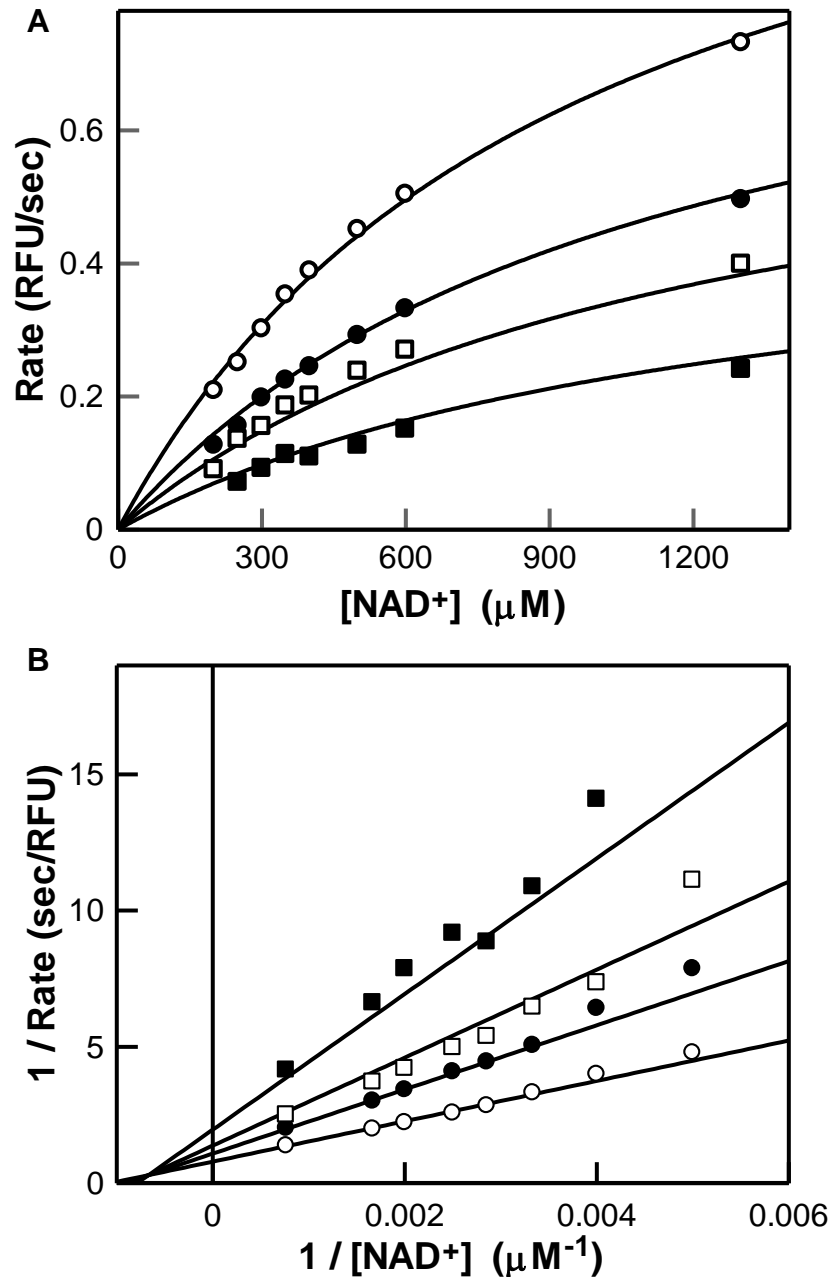 A
Rate (RFU/sec)
0.6
0.4
0.2
0
0 300 600 900 1200
[NAD+] (μM)
B
1 / Rate (sec/RFU)
15
10
5
0
0 0.002 0.004 0.006
1 / [NAD+] (μM-1)